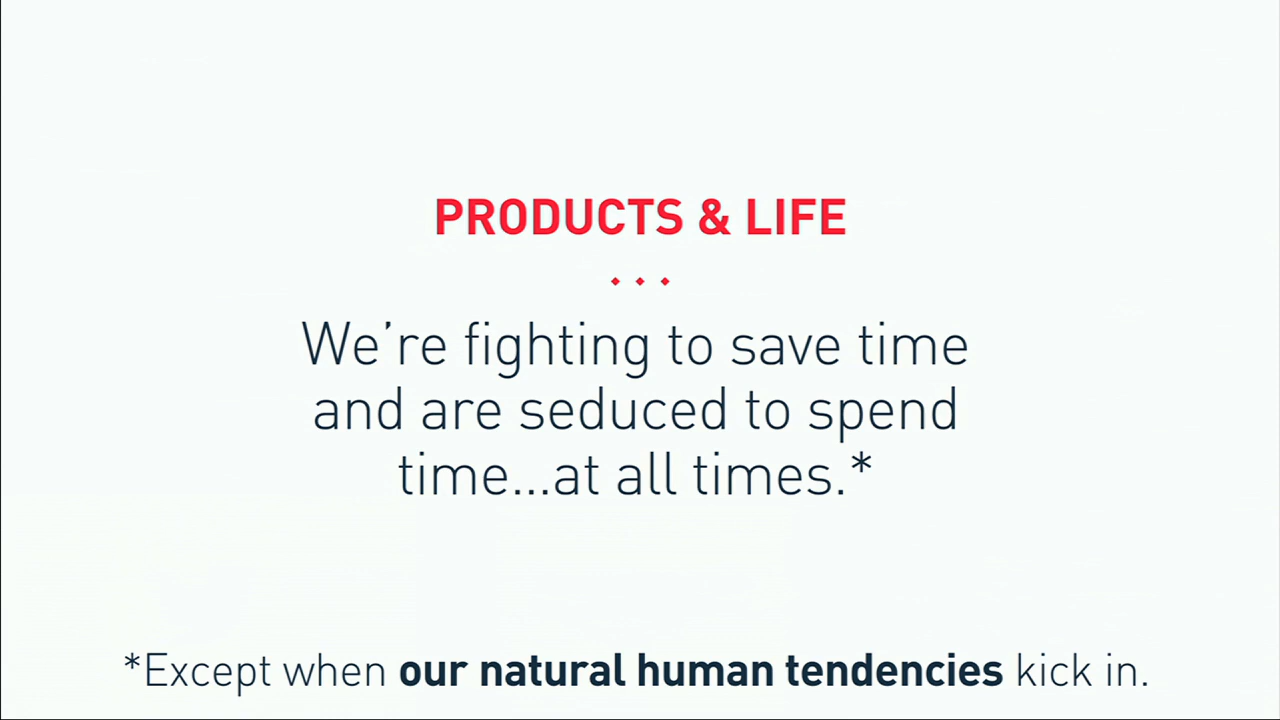 PRODUCTS & LIFE
We’re fighting to save time
and are seduced to spend
time...at all times.*
*Except when our natural human tendencies kick in.